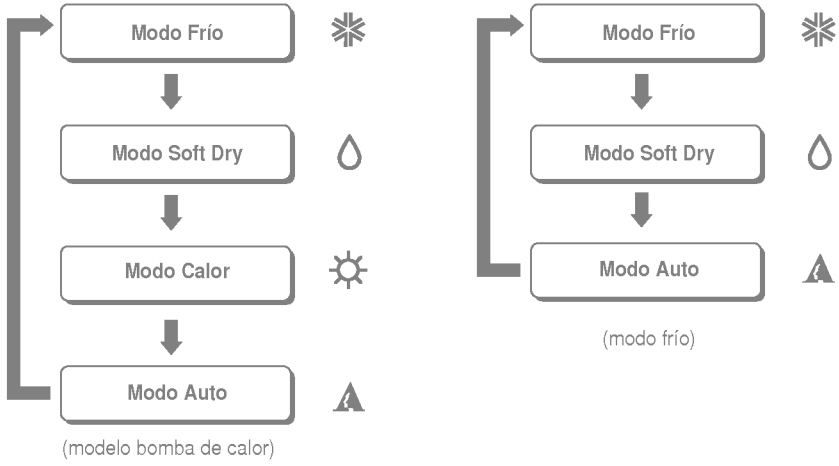 Modo Frío
Modo Soft Dry
Modo Calor
Modo Auto
(modelo bomba de calor)
Modo Frío
Modo Soft Dry
Modo Auto
(modo frío)